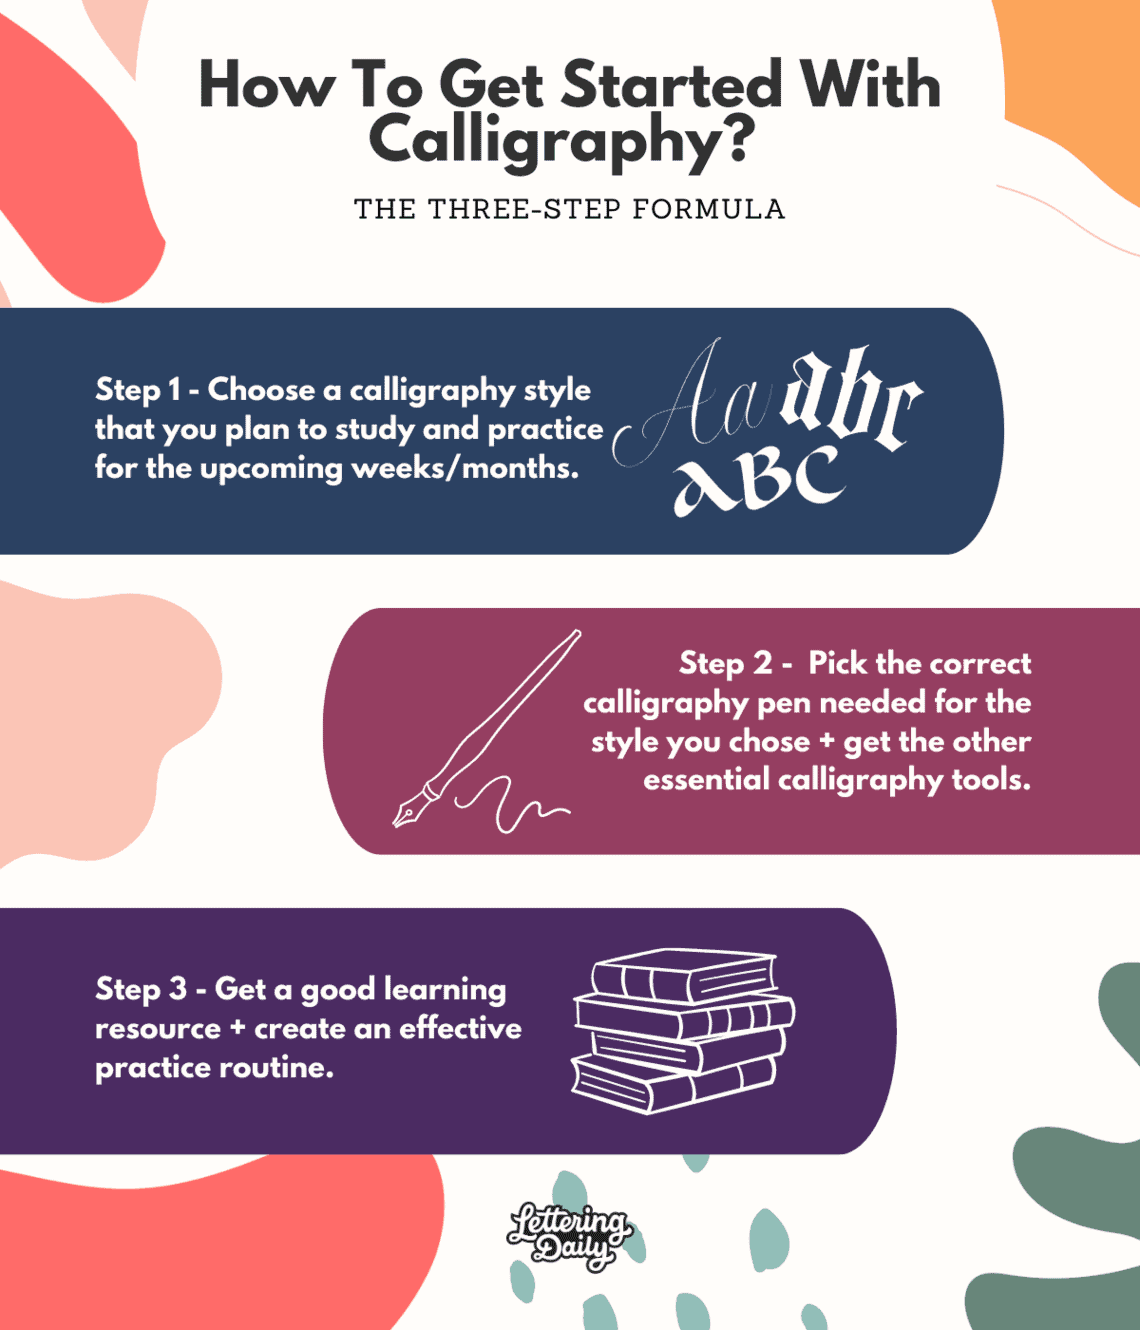 How To Get Started With
Calligraphy?
THE THREE-STEP FORMULA
Step 1 - Choose a calligraphy style
that you plan to study and practice
for the upcoming weeks/months.
Aa abc
ABC
Step 2 - Pick the correct
calligraphy pen needed for the
style you chose + get the other
essential calligraphy tools.
Step 3 - Get a good learning
resource + create an effective
practice routine.
Lettering
Daily